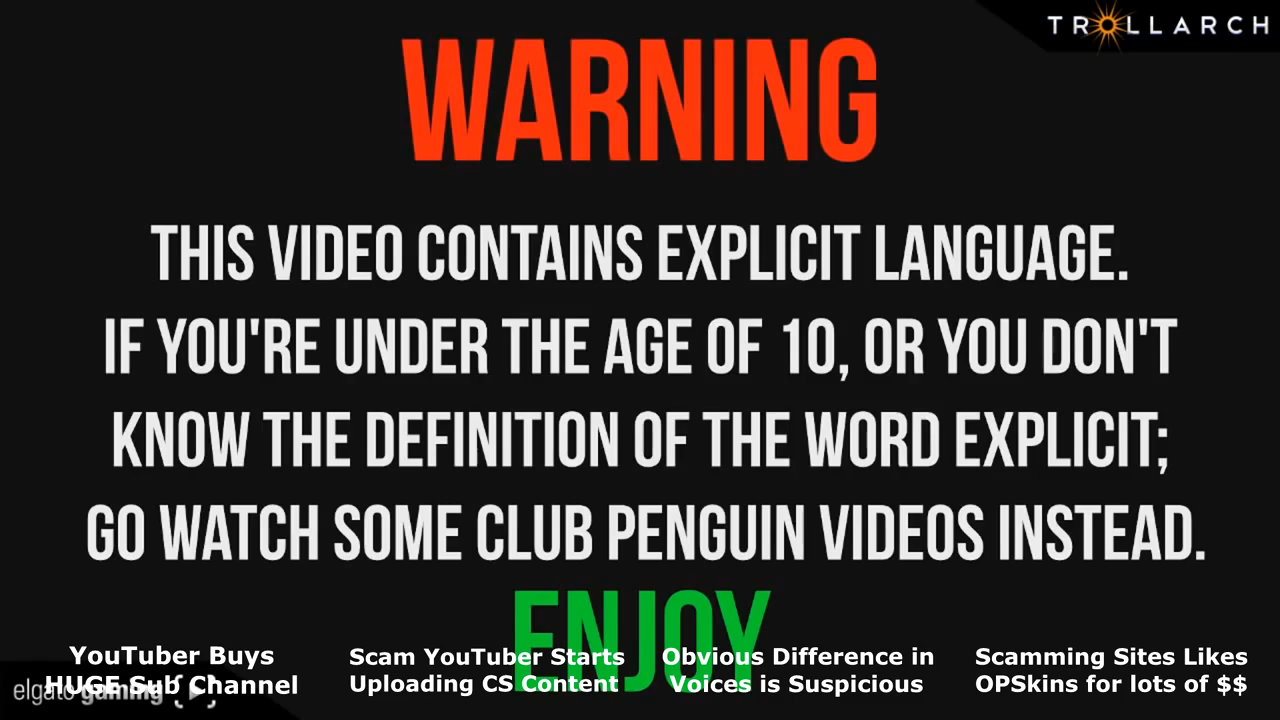 TROLLARCH
WARNING
THIS VIDEO CONTAINS EXPLICIT LANGUAGE.
IF YOU'RE UNDER THE AGE OF 10, OR YOU DON'T
KNOW THE DEFINITION OF THE WORD EXPLICIT;
GO WATCH SOME CLUB PENGUIN VIDEOS INSTEAD.
ENJOY
YouTuber Buys
HUGE Sub Channel
Scam YouTuber Starts
Uploading CS Content
Obvious Difference in
Voices is Suspicious
Scamming Sites Likes
OPSkins for lots of $$
elgato gaming